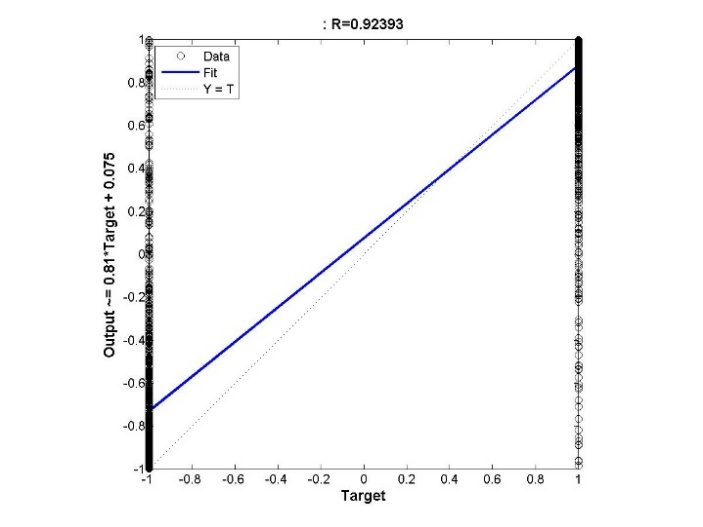 : R=0.92393
Data
Fit
Y = T
1
0.8
0.6
0.4
0.2
0
-0.2
-0.4
-0.6
-0.8
-1
Output ~= 0.81*Target + 0.075
-1 -0.8 -0.6 -0.4 -0.2 0 0.2 0.4 0.6 0.8 1
Target